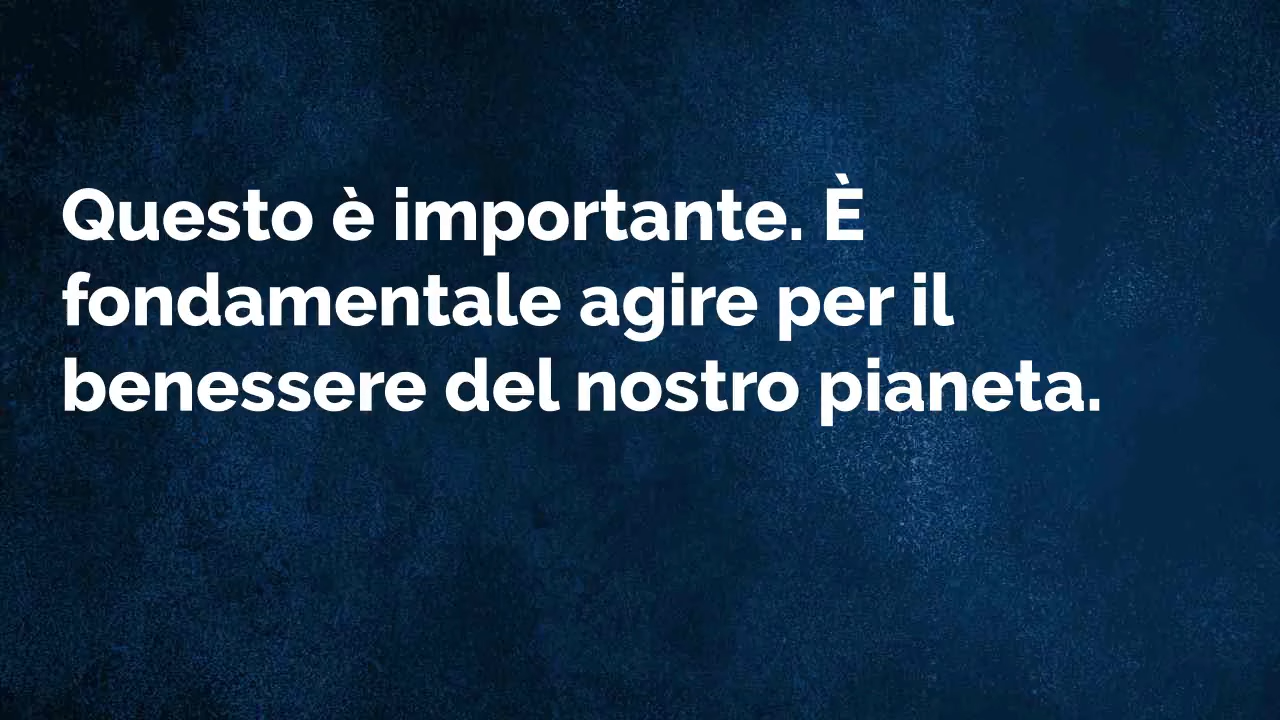 Questo è importante. È
fondamentale agire per il
benessere del nostro pianeta.